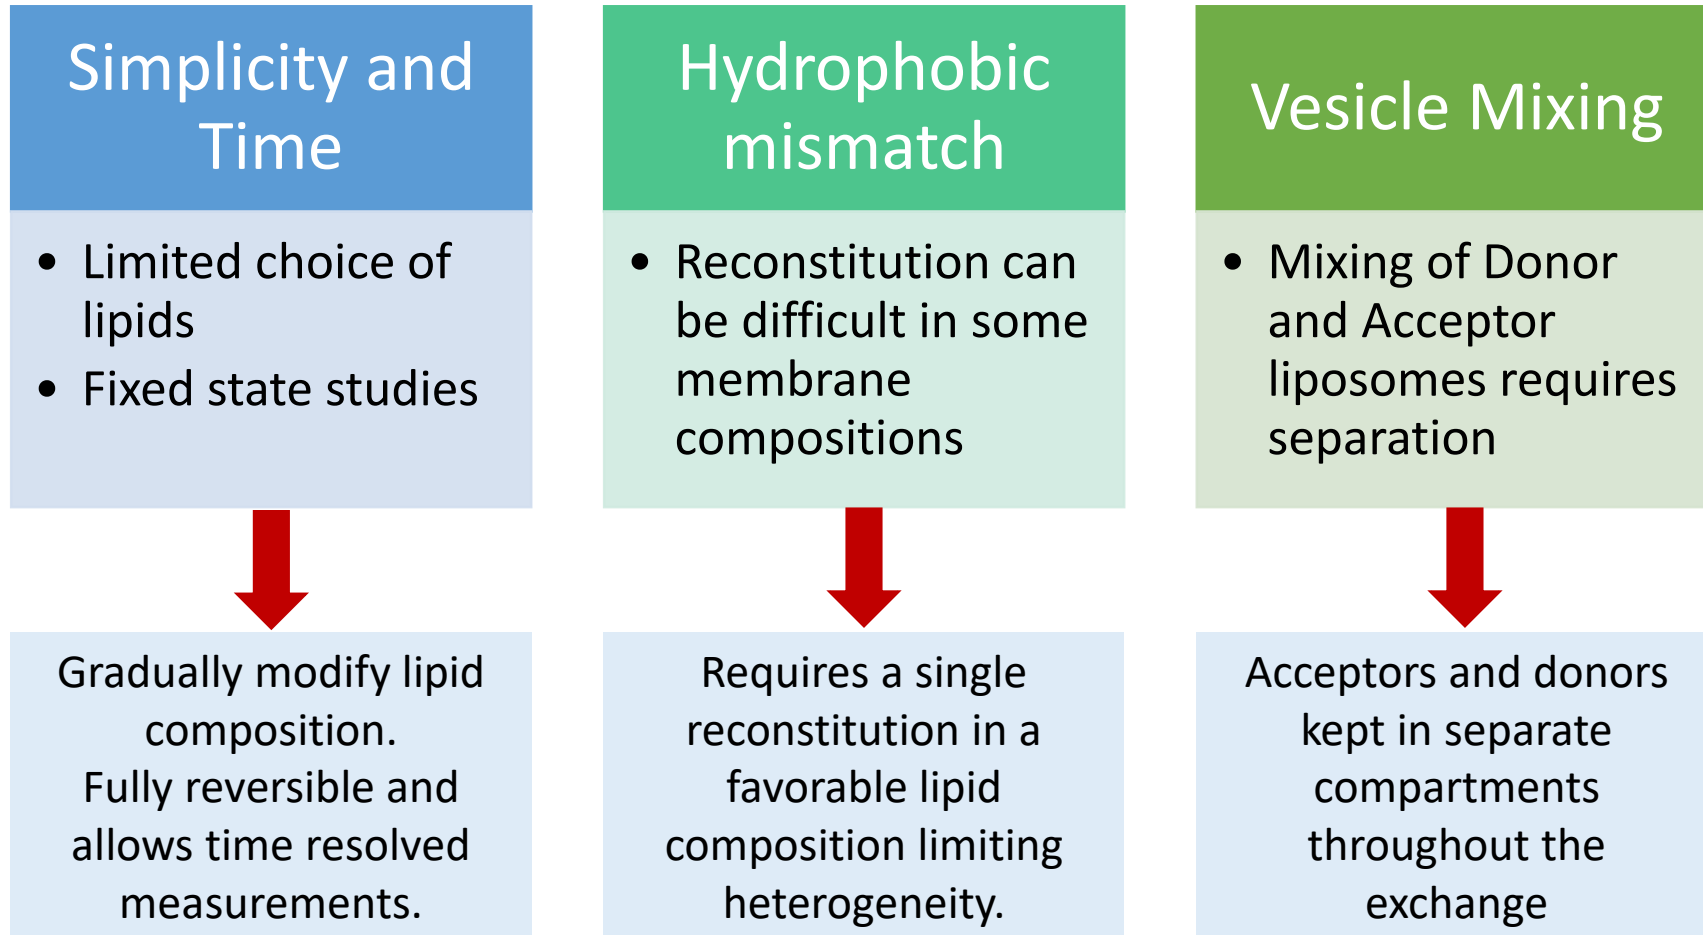 Simplicity and
Time
• Limited choice of
lipids
• Fixed state studies
Gradually modify lipid
composition.
Fully reversible and
allows time resolved
measurements.
Hydrophobic
mismatch
• Reconstitution can
be difficult in some
membrane
compositions
Requires a single
reconstitution in a
favorable lipid
composition limiting
heterogeneity.
Vesicle Mixing
• Mixing of Donor
and Acceptor
liposomes requires
separation
Acceptors and donors
kept in separate
compartments
throughout the
exchange